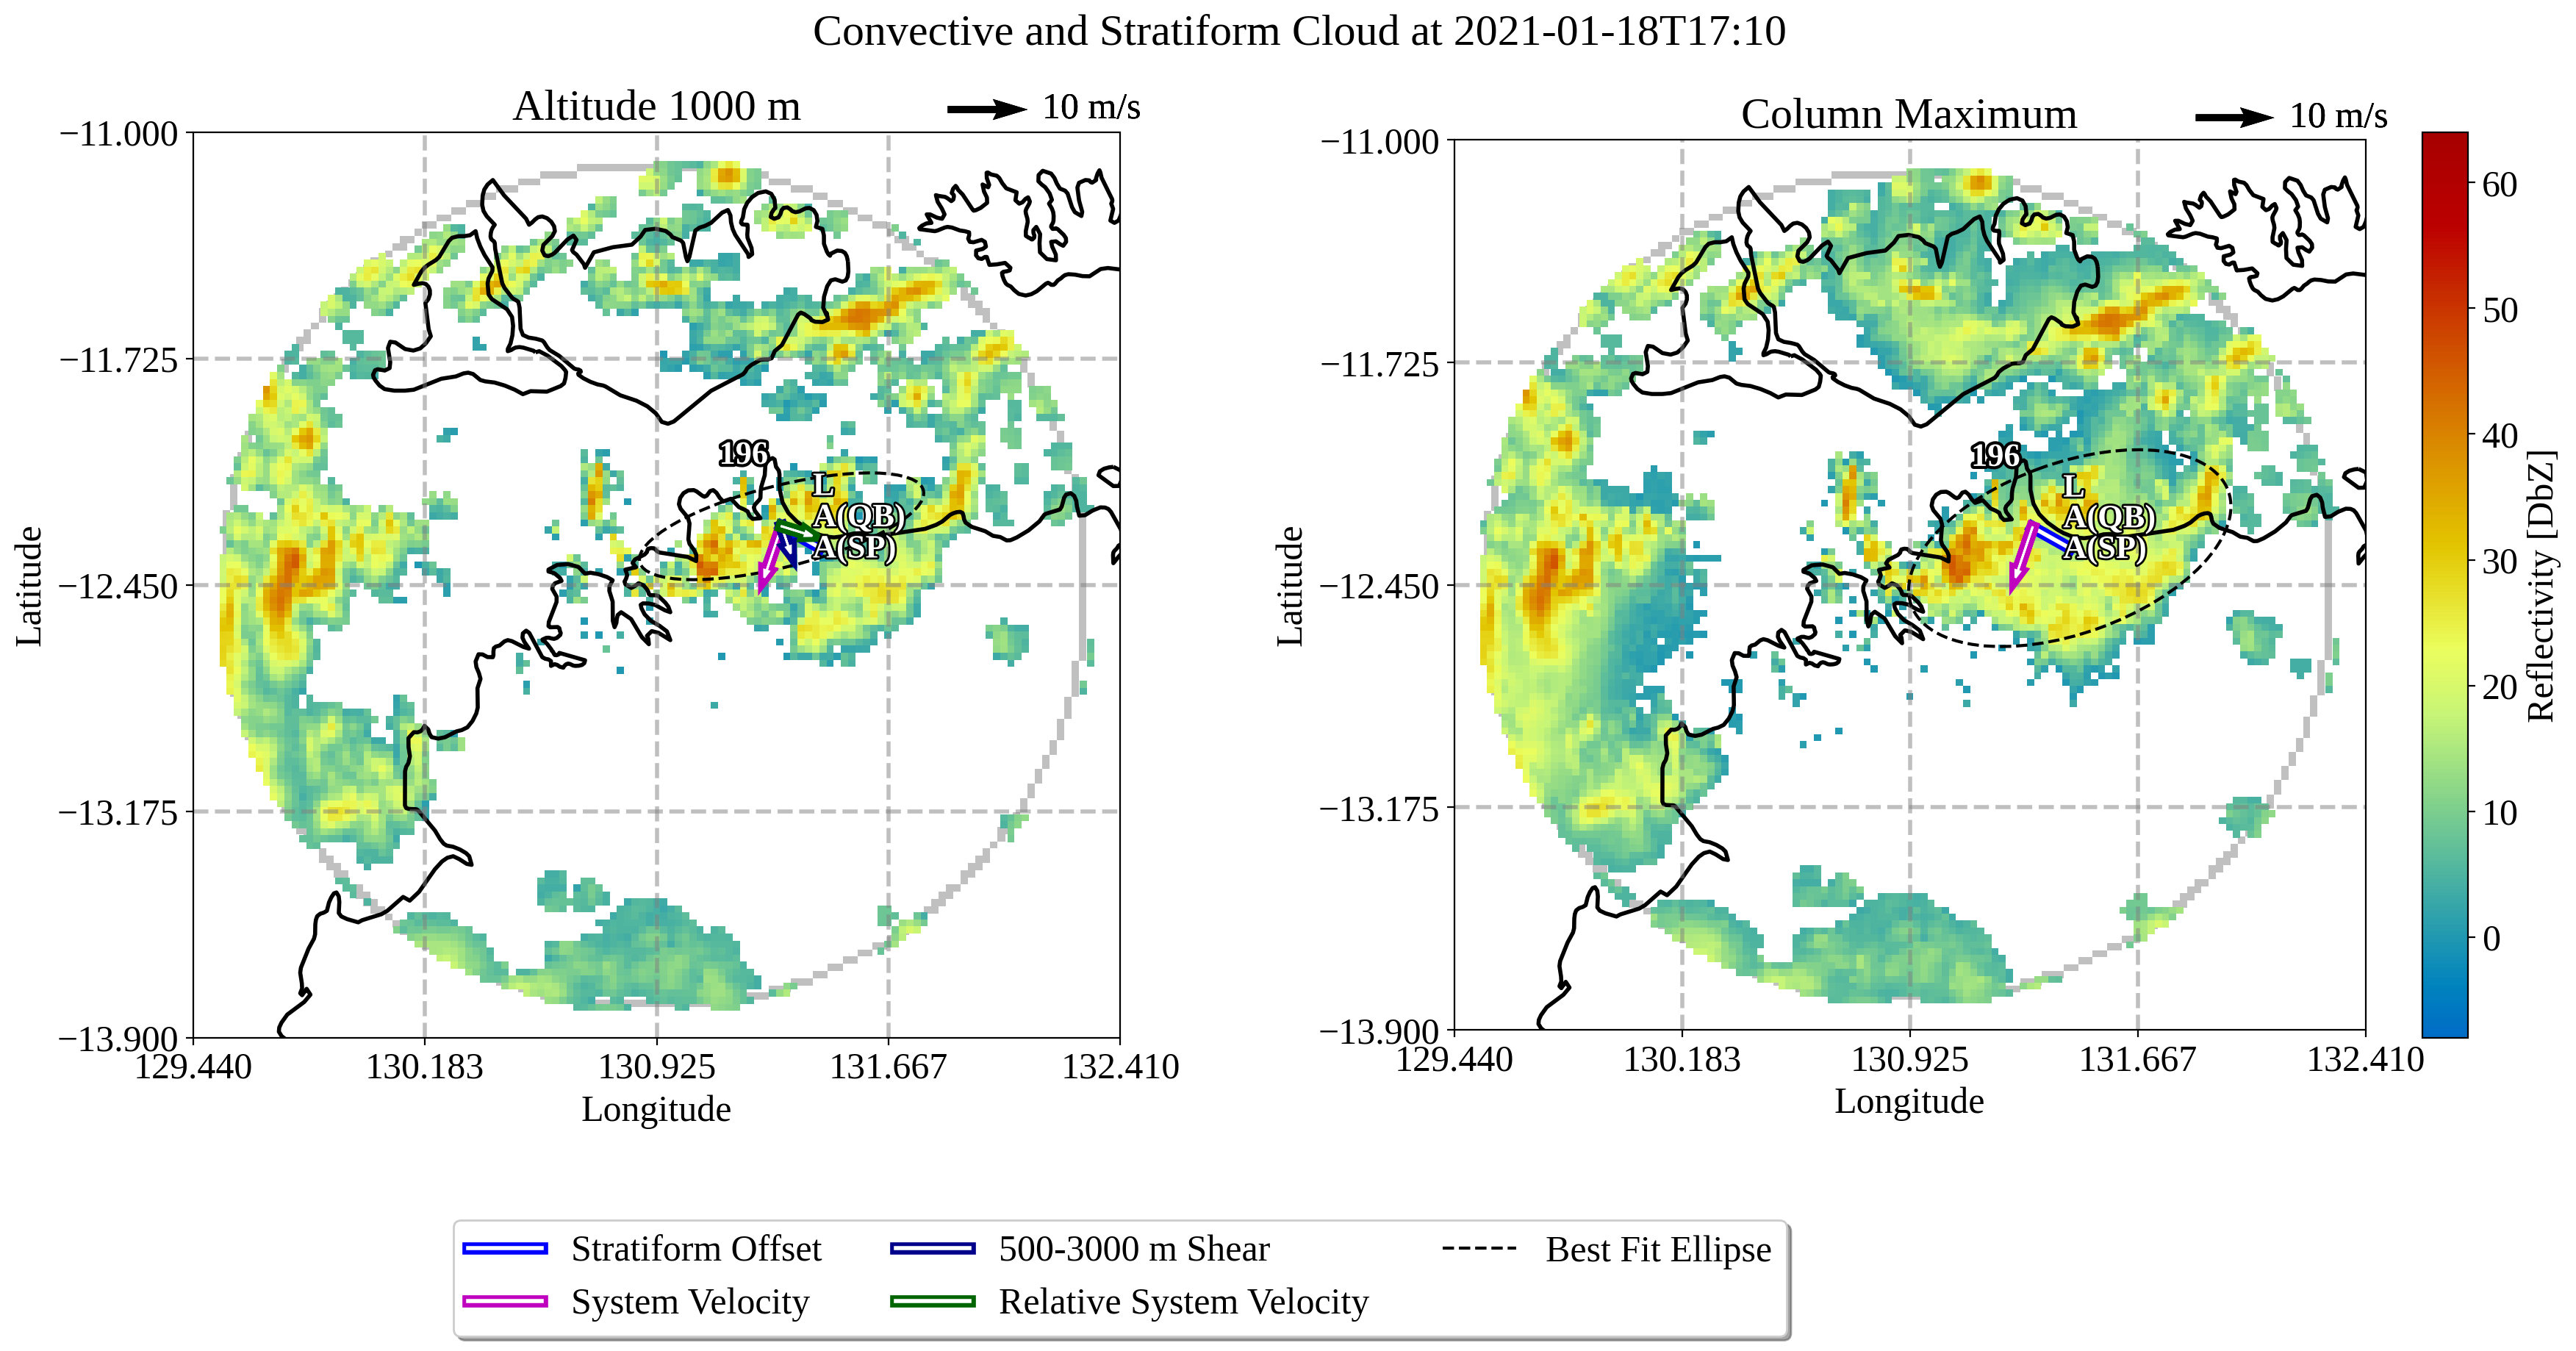 Convective and Stratiform Cloud at 2021-01-18T17:10
Altitude 1000 m
10 m/s
−11.000
−11.725
−12.450
−13.175
−13.900
Latitude
196
L
A(QB)
A(SP)
129.440
130.183
130.925
131.667
132.410
Longitude
Column Maximum
10 m/s
−11.000
−11.725
−12.450
−13.175
−13.900
Latitude
196
L
A(QB)
A(SP)
129.440
130.183
130.925
131.667
132.410
Longitude
60
50
40
30
20
10
0
Reflectivity [DbZ]
Stratiform Offset
System Velocity
500-3000 m Shear
Relative System Velocity
Best Fit Ellipse